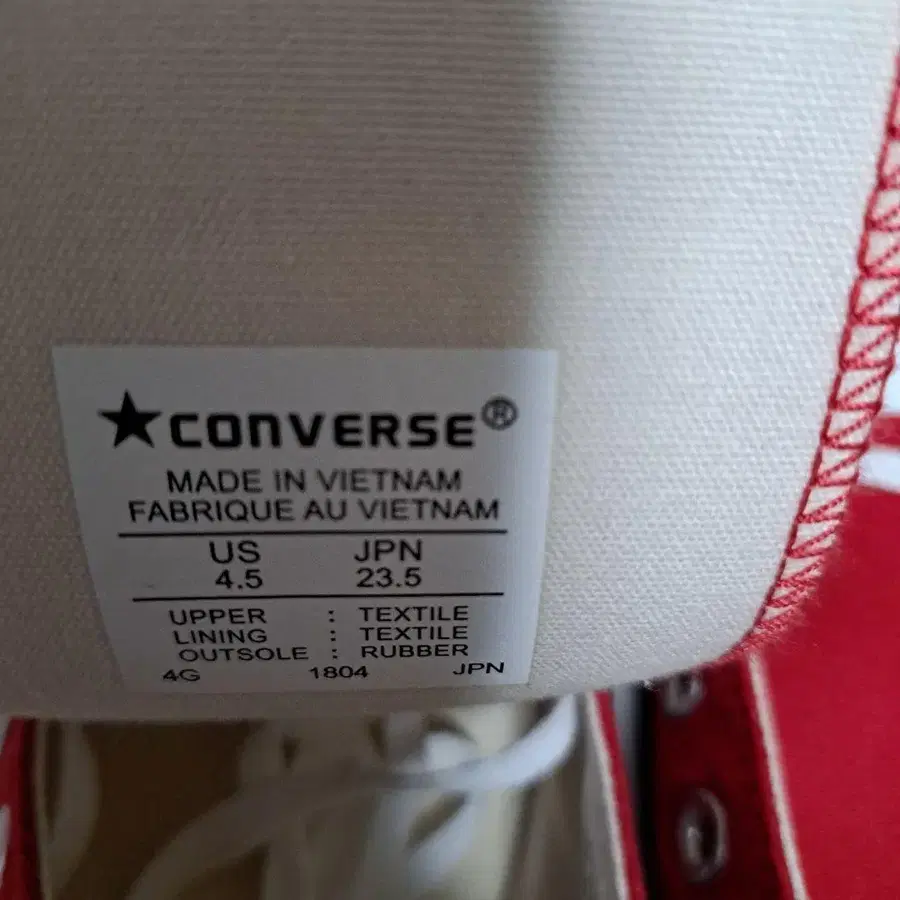 ★CONVERSE®
MADE IN VIETNAM
FABRIQUE AU VIETNAM
US JPN
4.5 23.5
UPPER : TEXTILE
LINING : TEXTILE
OUTSOLE : RUBBER
4G 1804 JPN